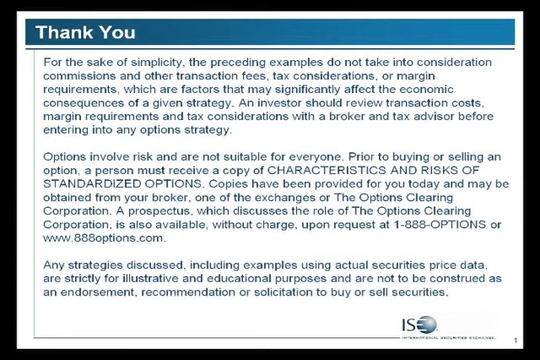 Thank You
For the sake of simplicity, the preceding examples do not take into consideration
commissions and other transaction fees, tax considerations, or margin
requirements, which are factors that may significantly affect the economic
consequences of a given strategy. An investor should review transaction costs,
margin requirements and tax considerations with a broker and tax advisor before
entering into any options strategy.
Options involve risk and are not suitable for everyone. Prior to buying or selling an
option, a person must receive a copy of CHARACTERISTICS AND RISKS OF
STANDARDIZED OPTIONS. Copies have been provided for you today and may be
obtained from your broker, one of the exchanges or The Options Clearing
Corporation. A prospectus, which discusses the role of The Options Clearing
Corporation, is also available, without charge, upon request at 1-888-OPTIONS or
www.888options.com.
Any strategies discussed, including examples using actual securities price data,
are strictly for illustrative and educational purposes and are not to be construed as
an endorsement, recommendation or solicitation to buy or sell securities.
ISE
INTERNATIONAL SECURITIES EXCHANGE.
1